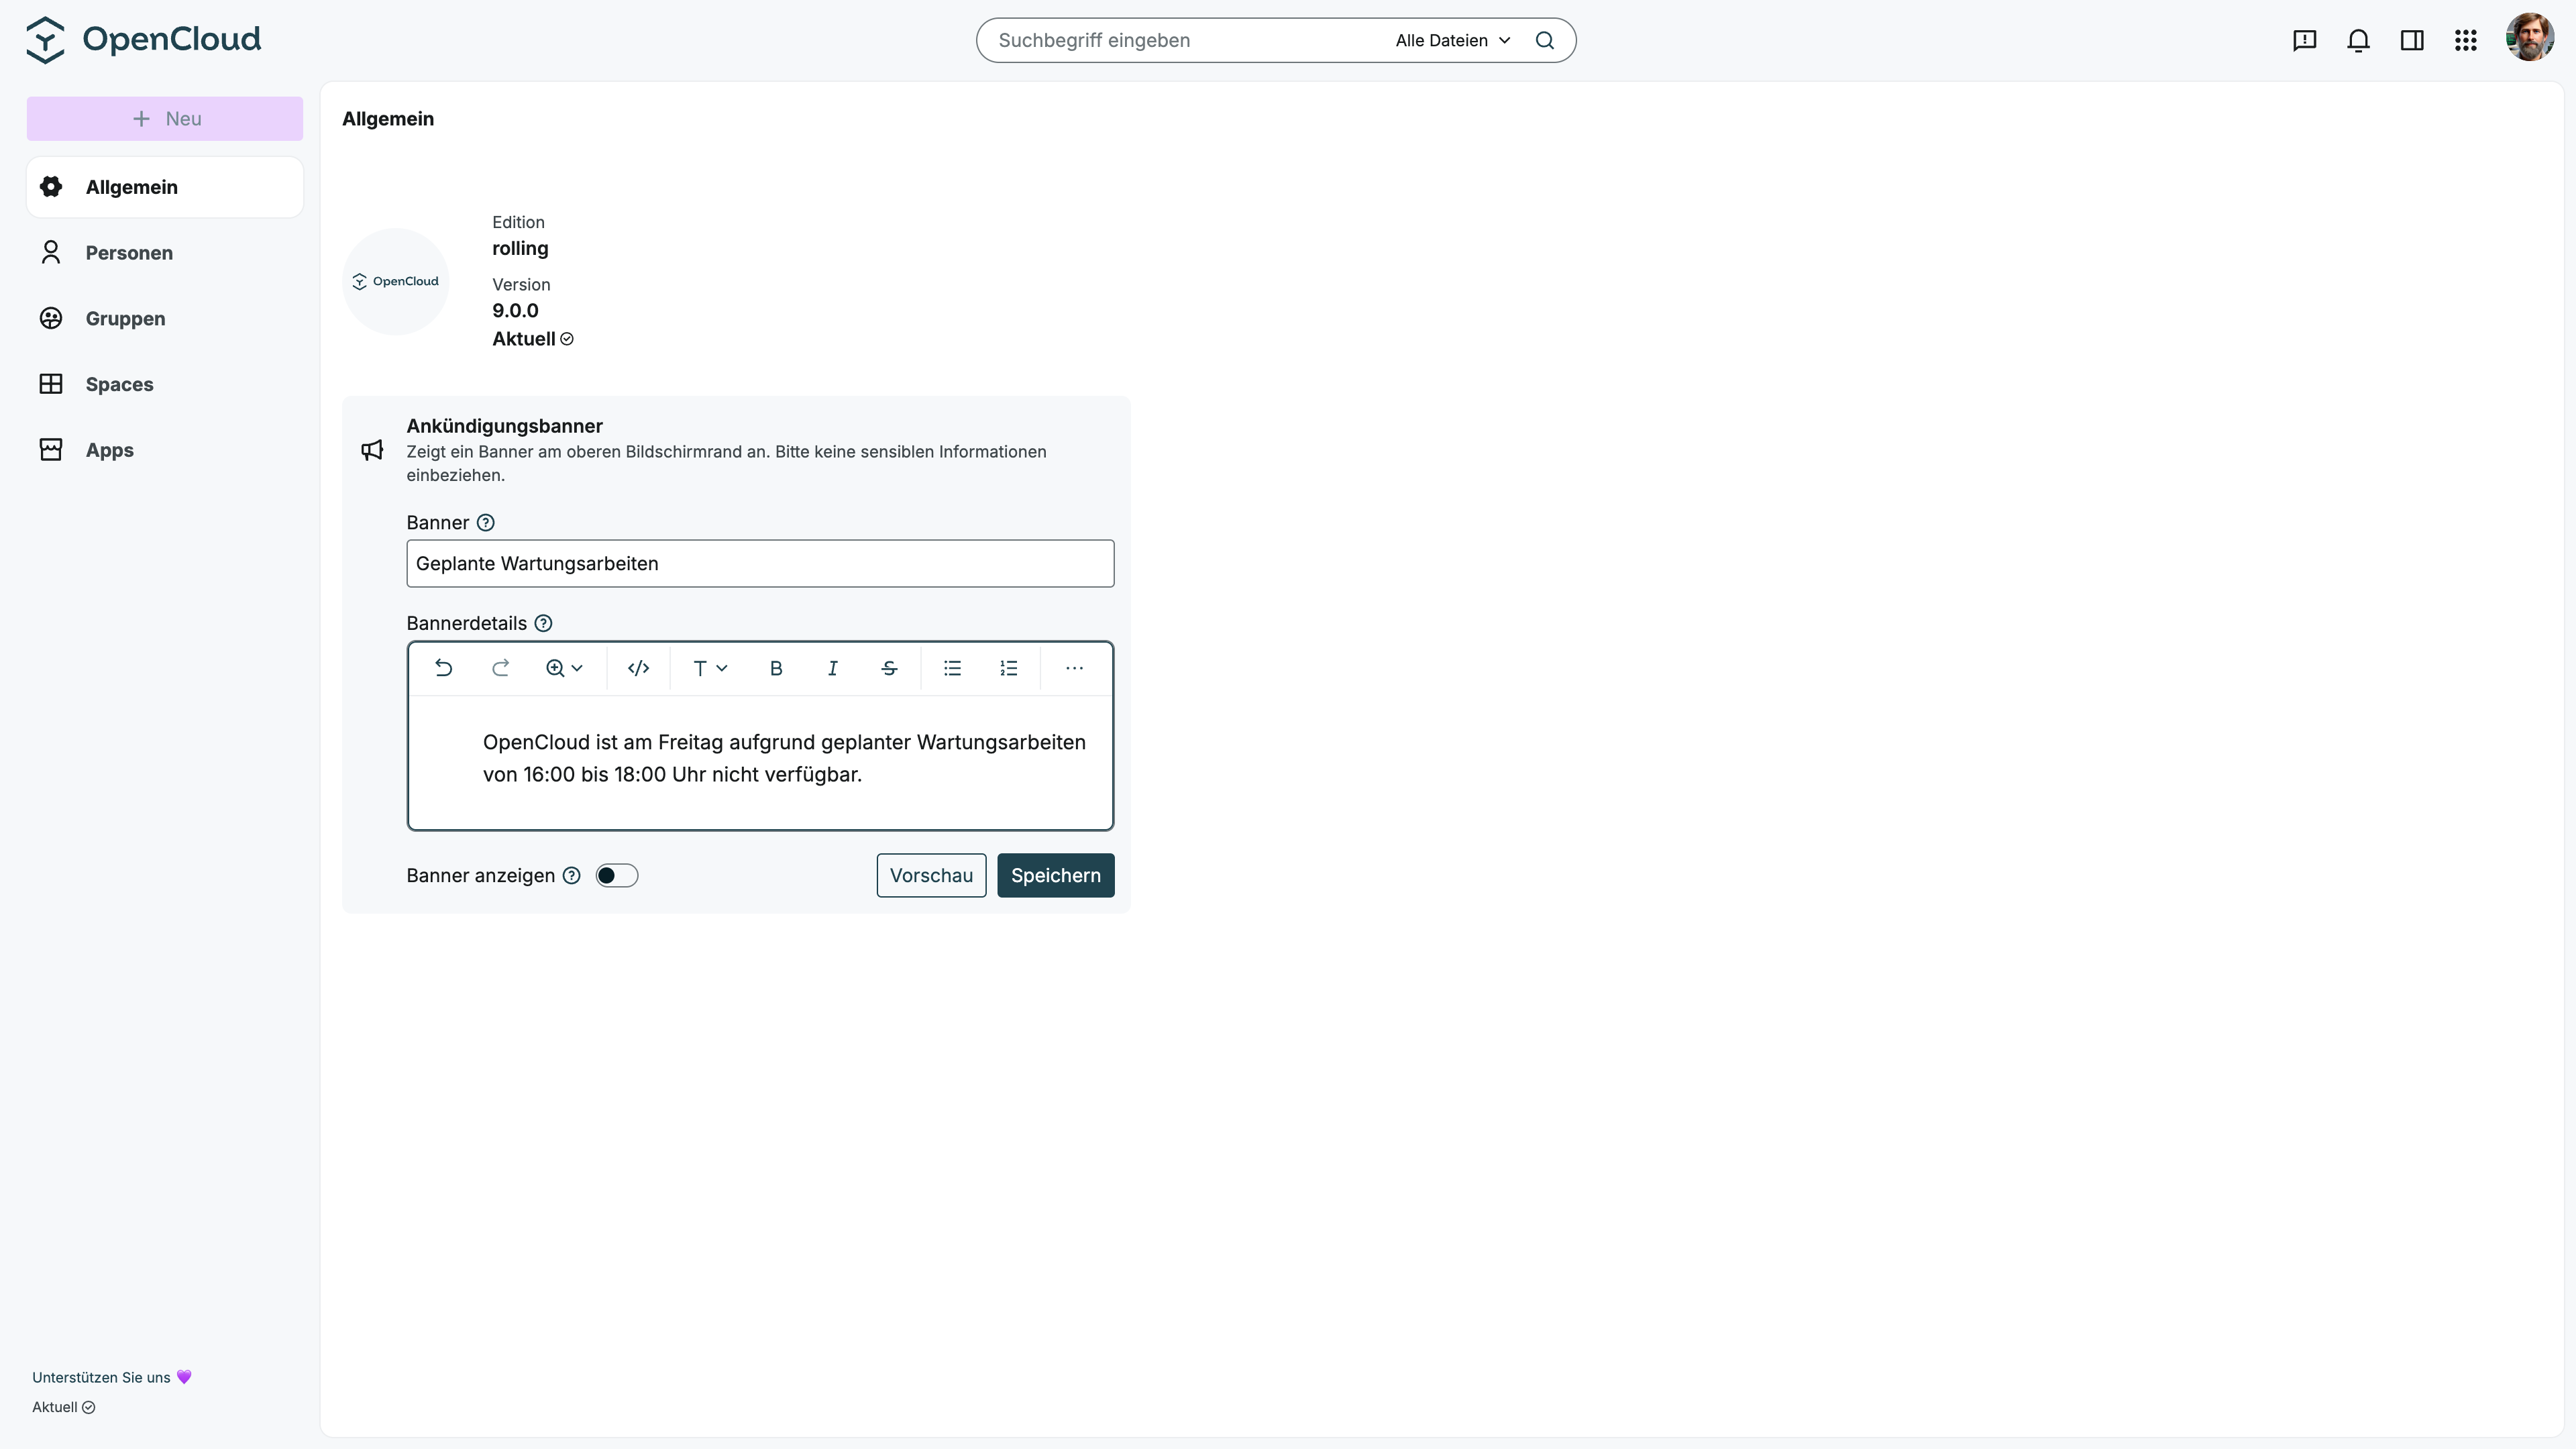 OpenCloud
Suchbegriff eingeben
Alle Dateien
Neu
Allgemein
Personen
Gruppen
Spaces
Apps
Unterstützen Sie uns 💜
Aktuell
Allgemein
OpenCloud
Edition
rolling
Version
9.0.0
Aktuell
Ankündigungsbanner
Zeigt ein Banner am oberen Bildschirmrand an. Bitte keine sensiblen Informationen
einbeziehen.
Banner
Geplante Wartungsarbeiten
Bannerdetails
OpenCloud ist am Freitag aufgrund geplanter Wartungsarbeiten
von 16:00 bis 18:00 Uhr nicht verfügbar.
Banner anzeigen
Vorschau
Speichern